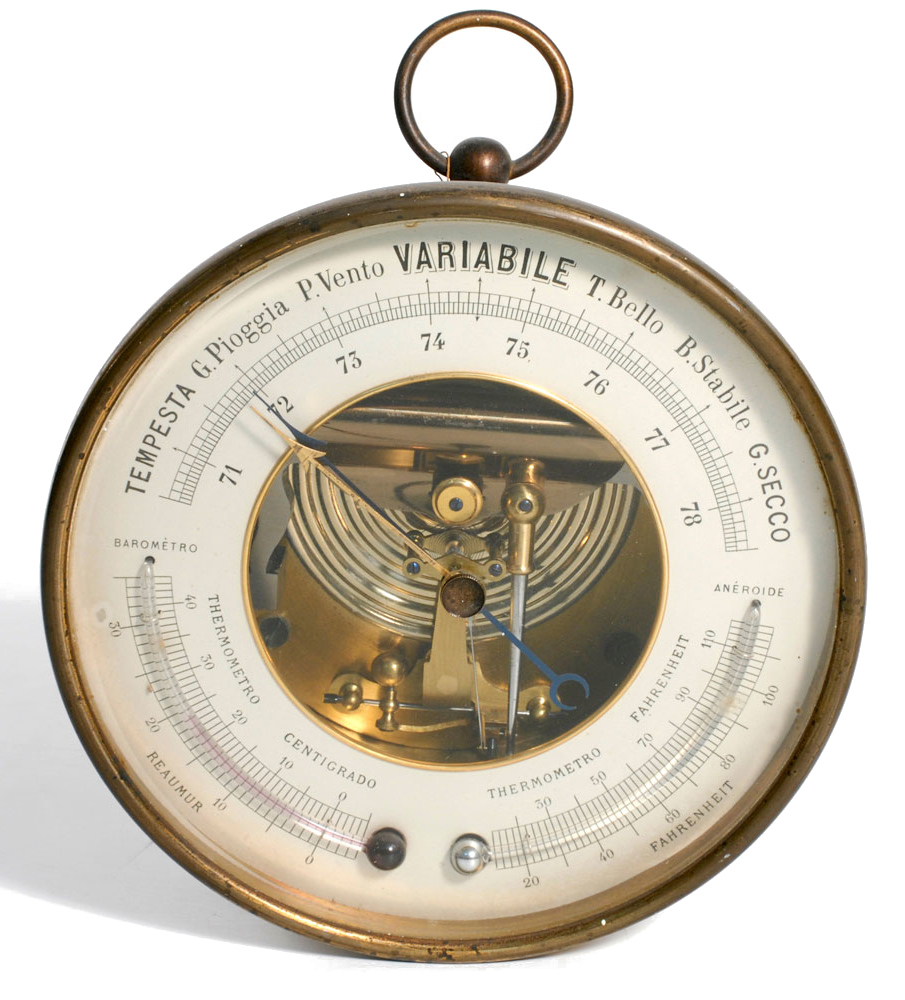 TEMPESTA G.Pioggia P.Vento VARIABILE T.Bello B.Stabile G.SECCO
71 72 73 74 75 76 77 78
BAROMÈTRO
ANÉROIDE
40 30 20 10 0
THERMOMETRO
CENTIGRADO
30 20 10 0
REAUMUR
THERMOMETRO
FAHRENHEIT
30 50 70 90 110
20 40 60 80 100
FAHRENHEIT